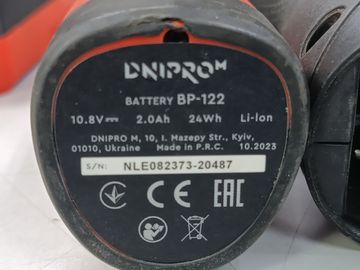 DNIPROM
BATTERY BP-122
10.8V⎓ 2.0Ah 24Wh Li-Ion
DNIPRO M, 10, I. Mazepy Str., Kyiv,
01010, Ukraine Made in P.R.C. 10.2023
S/N: NLE082373-20487
CE EAC